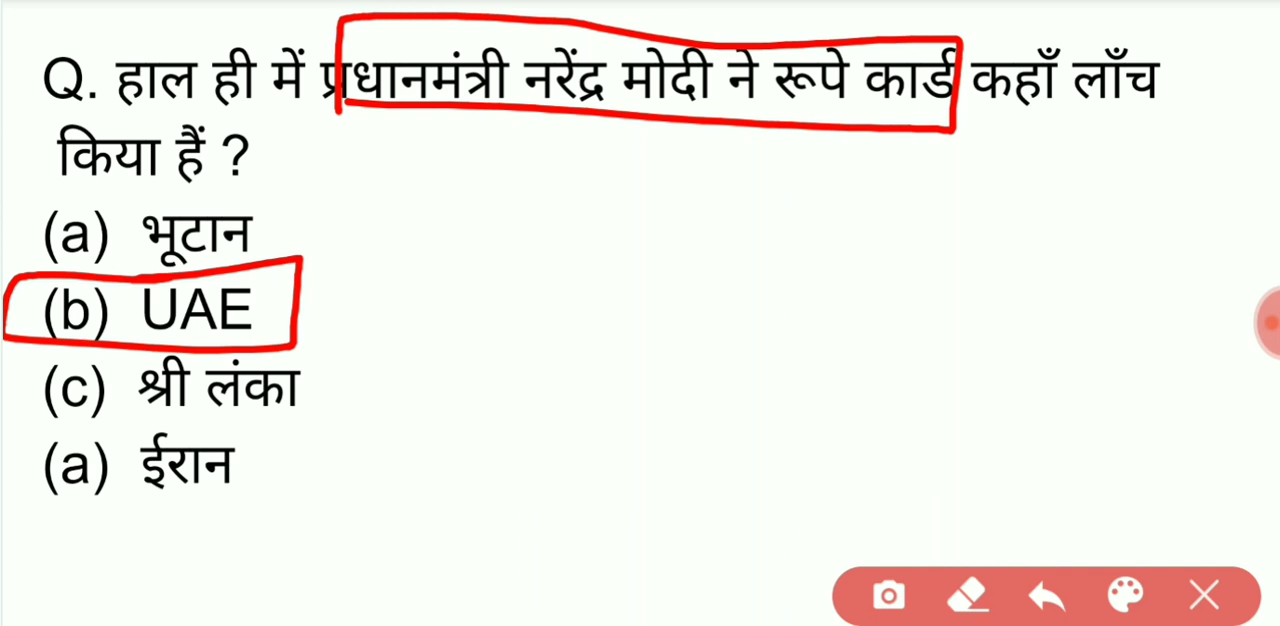 Q. हाल ही में प्रधानमंत्री नरेंद्र मोदी ने रूपे कार्ड कहाँ लाँच
किया हैं ?
(a) भूटान
(b) UAE
(c) श्री लंका
(a) ईरान